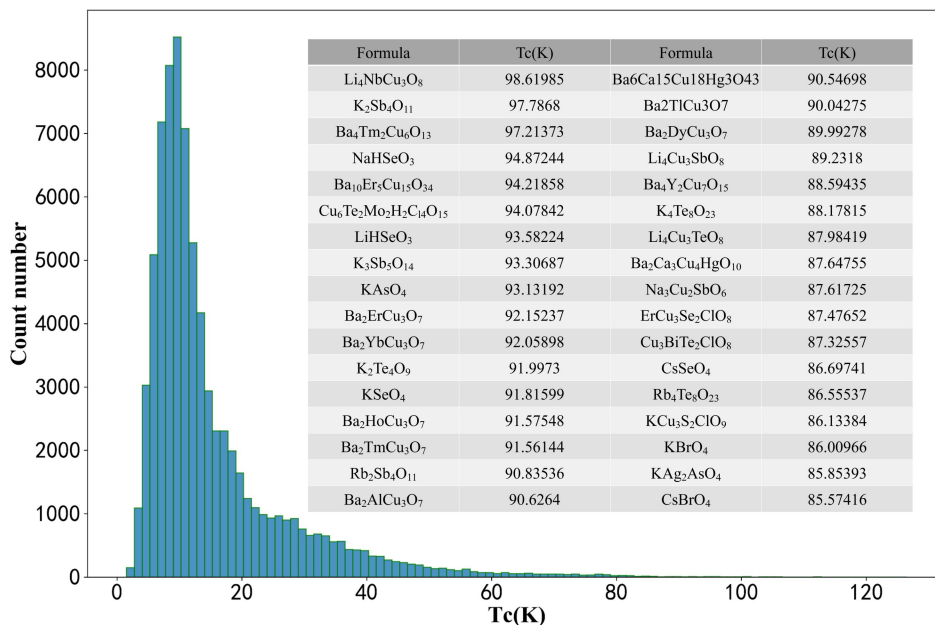 Formula Tc(K) Formula Tc(K)
Li₄NbCu₃O₈ 98.61985 Ba6Ca15Cu18Hg3O43 90.54698
K₂Sb₄O₁₁ 97.7868 Ba2TlCu3O7 90.04275
Ba₄Tm₂Cu₆O₁₃ 97.21373 Ba₂DyCu₃O₇ 89.99278
NaHSeO₃ 94.87244 Li₄Cu₃SbO₈ 89.2318
Ba₁₀Er₅Cu₁₅O₃₄ 94.21858 Ba₄Y₂Cu₇O₁₅ 88.59435
Cu₆Te₂Mo₂H₂C₁₄O₁₅ 94.07842 K₄Te₈O₂₃ 88.17815
LiHSeO₃ 93.58224 Li₄Cu₃TeO₈ 87.98419
K₃Sb₅O₁₄ 93.30687 Ba₂Ca₃Cu₄HgO₁₀ 87.64755
KAsO₄ 93.13192 Na₃Cu₂SbO₆ 87.61725
Ba₂ErCu₃O₇ 92.15237 ErCu₃Se₂ClO₈ 87.47652
Ba₂YbCu₃O₇ 92.05898 Cu₃BiTe₂ClO₈ 87.32557
K₂Te₄O₉ 91.9973 CsSeO₄ 86.69741
KSeO₄ 91.81599 Rb₄Te₈O₂₃ 86.55537
Ba₂HoCu₃O₇ 91.57548 KCu₃S₂ClO₉ 86.13384
Ba₂TmCu₃O₇ 91.56144 KBrO₄ 86.00966
Rb₂Sb₄O₁₁ 90.83536 KAg₂AsO₄ 85.85393
Ba₂AlCu₃O₇ 90.6264 CsBrO₄ 85.57416
8000
7000
6000
5000
4000
3000
2000
1000
0
Count number
0 20 40 60 80 100 120
Tc(K)